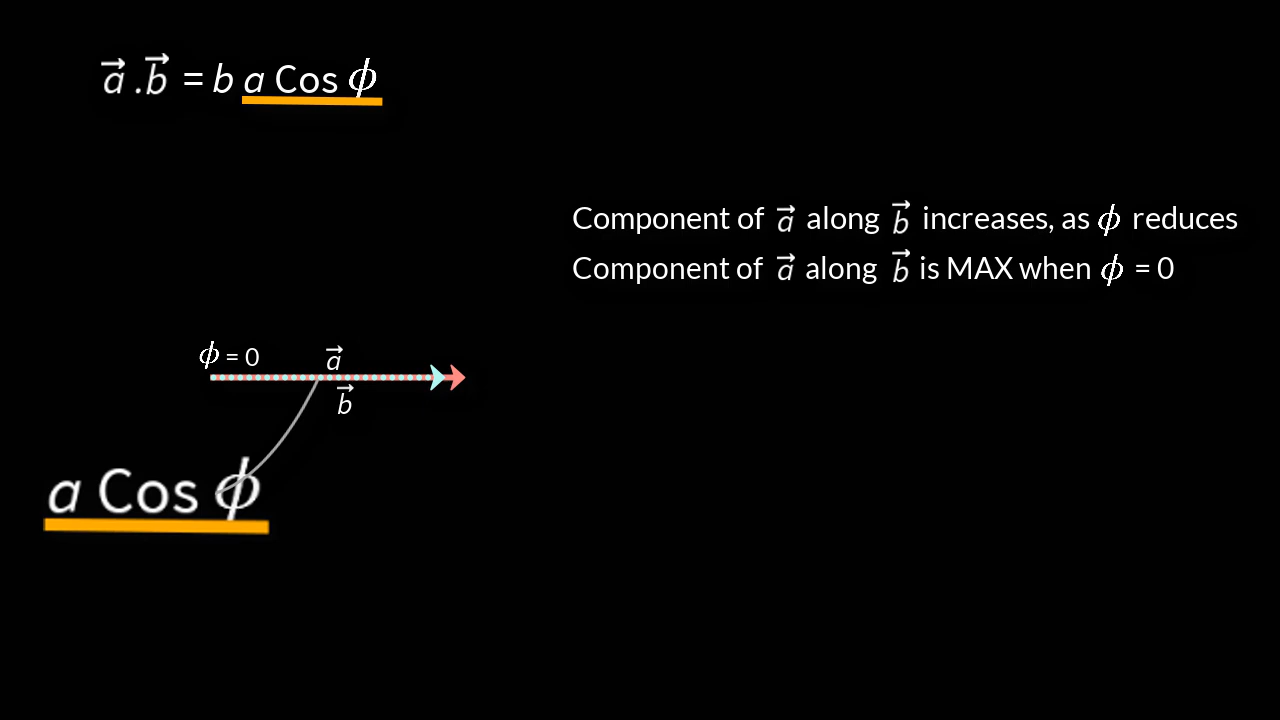 a⃗ . b⃗ = b a Cos ϕ
Component of a⃗ along b⃗ increases, as ϕ reduces
Component of a⃗ along b⃗ is MAX when ϕ = 0
ϕ = 0
a⃗
b⃗
a Cos ϕ